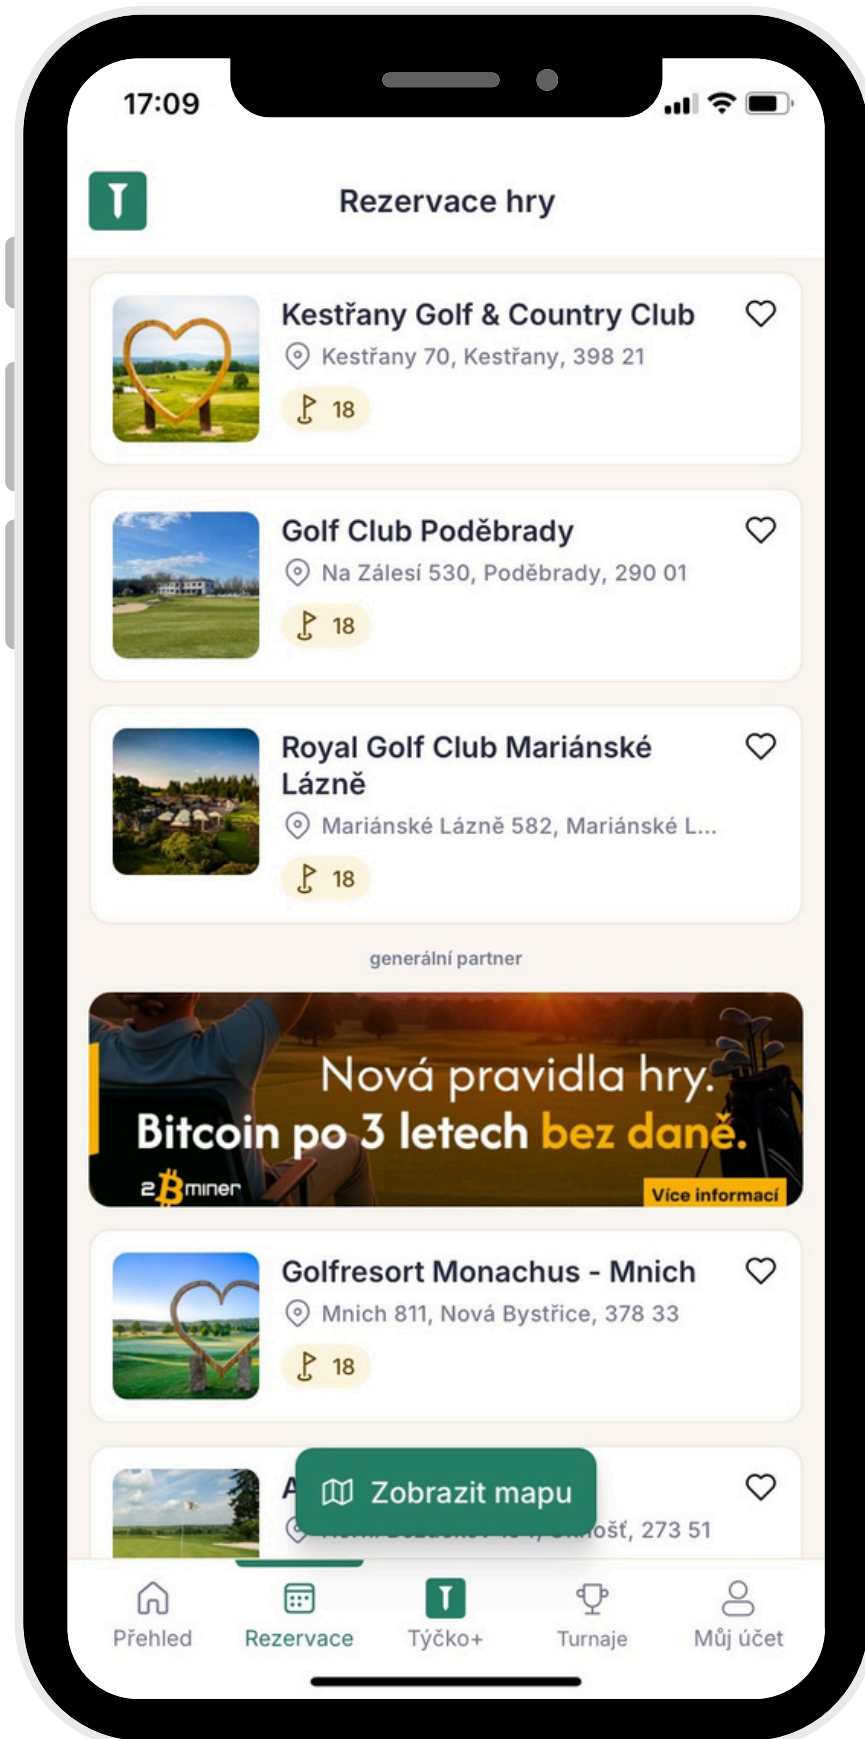 17:09
Rezervace hry
Kestřany Golf & Country Club
Kestřany 70, Kestřany, 398 21
18
Golf Club Poděbrady
Na Zálesí 530, Poděbrady, 290 01
18
Royal Golf Club Mariánské
Lázně
Mariánské Lázně 582, Mariánské L...
18
generální partner
Nová pravidla hry.
Bitcoin po 3 letech bez daně.
2Bminer
Více informací
Golfresort Monachus - Mnich
Mnich 811, Nová Bystřice, 378 33
18
Zobrazit mapu
273 51
Přehled
Rezervace
Týčko+
Turnaje
Můj účet